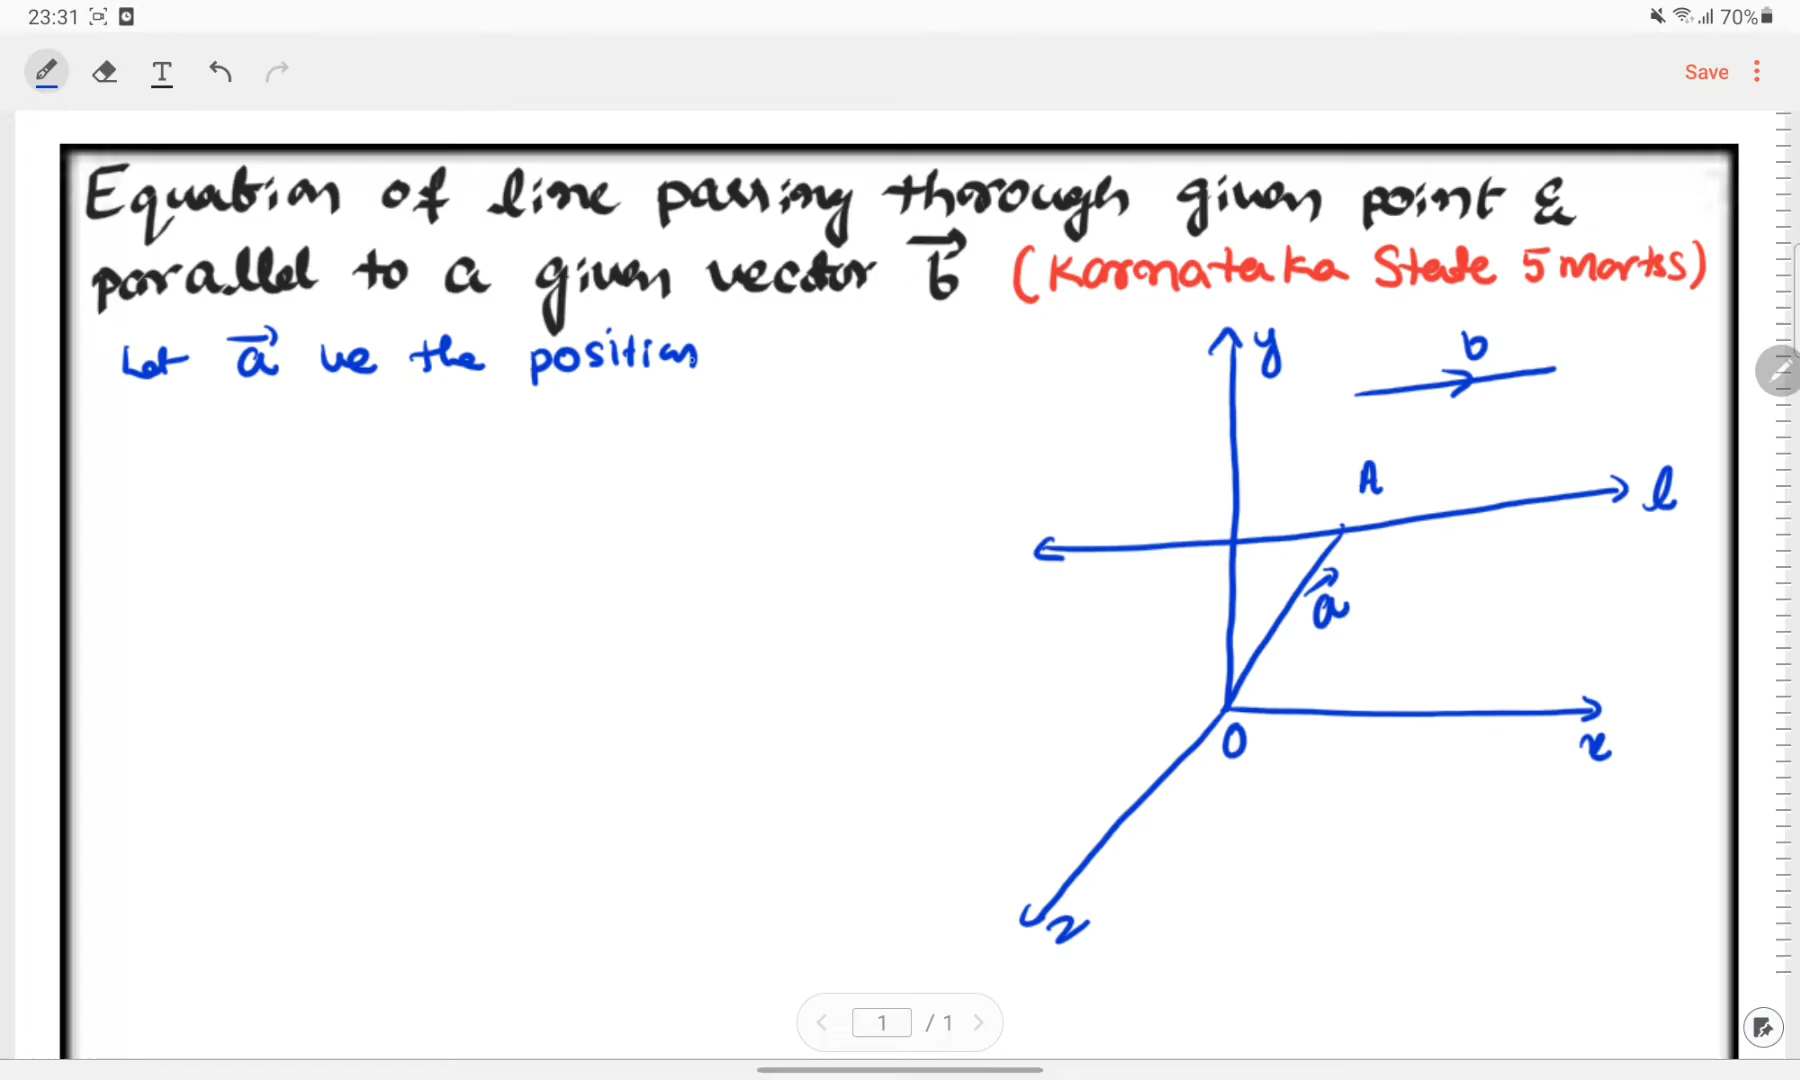 23:31
70%
T
Save
Equation of line passing through given point &
parallel to a given vector b (Karnataka State 5 marks)
Let a be the position
y
b
A
l
a
O
x
z
1 / 1